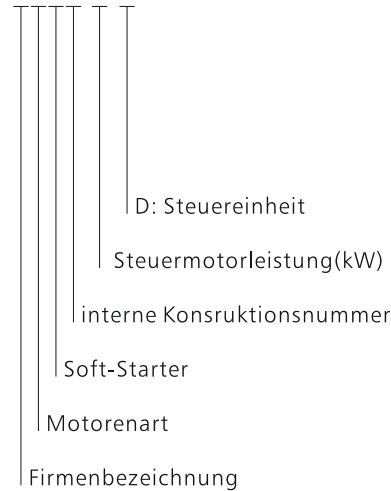 D: Steuereinheit
Steuermotorleistung(kW)
interne Konsruktionsnummer
Soft-Starter
Motorenart
Firmenbezeichnung